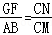 GF/AB = CN/CM